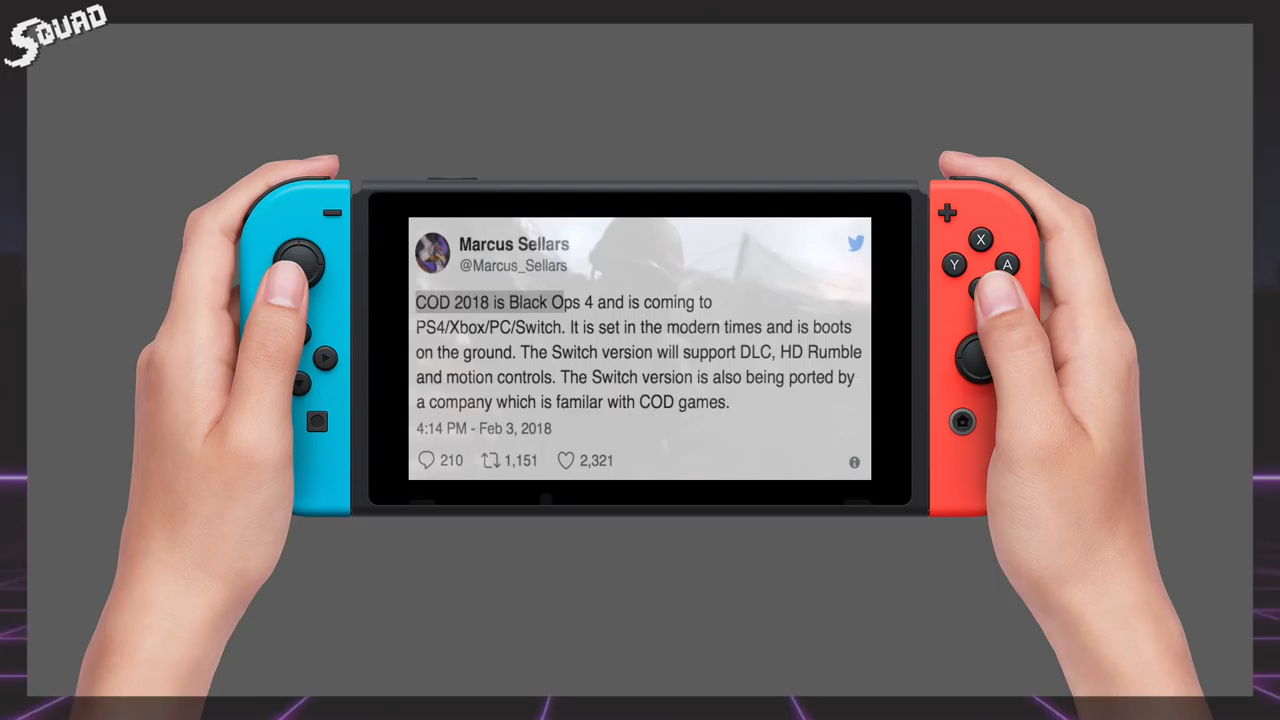 SQUAD
Marcus Sellars
@Marcus_Sellars
COD 2018 is Black Ops 4 and is coming to
PS4/Xbox/PC/Switch. It is set in the modern times and is boots
on the ground. The Switch version will support DLC, HD Rumble
and motion controls. The Switch version is also being ported by
a company which is familar with COD games.
4:14 PM - Feb 3, 2018
210 1,151 2,321
X
Y A